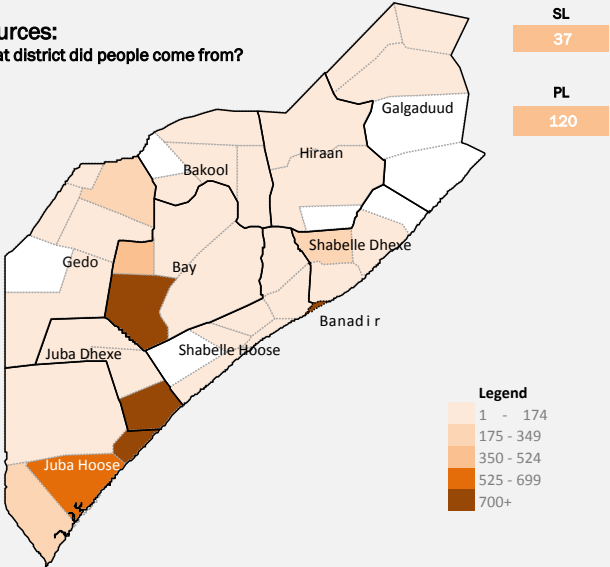 urces:
at district did people come from?
SL
37
PL
120
Galgaduud
Hiraan
Bakool
Shabelle Dhexe
Gedo
Bay
Banadir
Juba Dhexe
Shabelle Hoose
Juba Hoose
Legend
1 - 174
175 - 349
350 - 524
525 - 699
700+